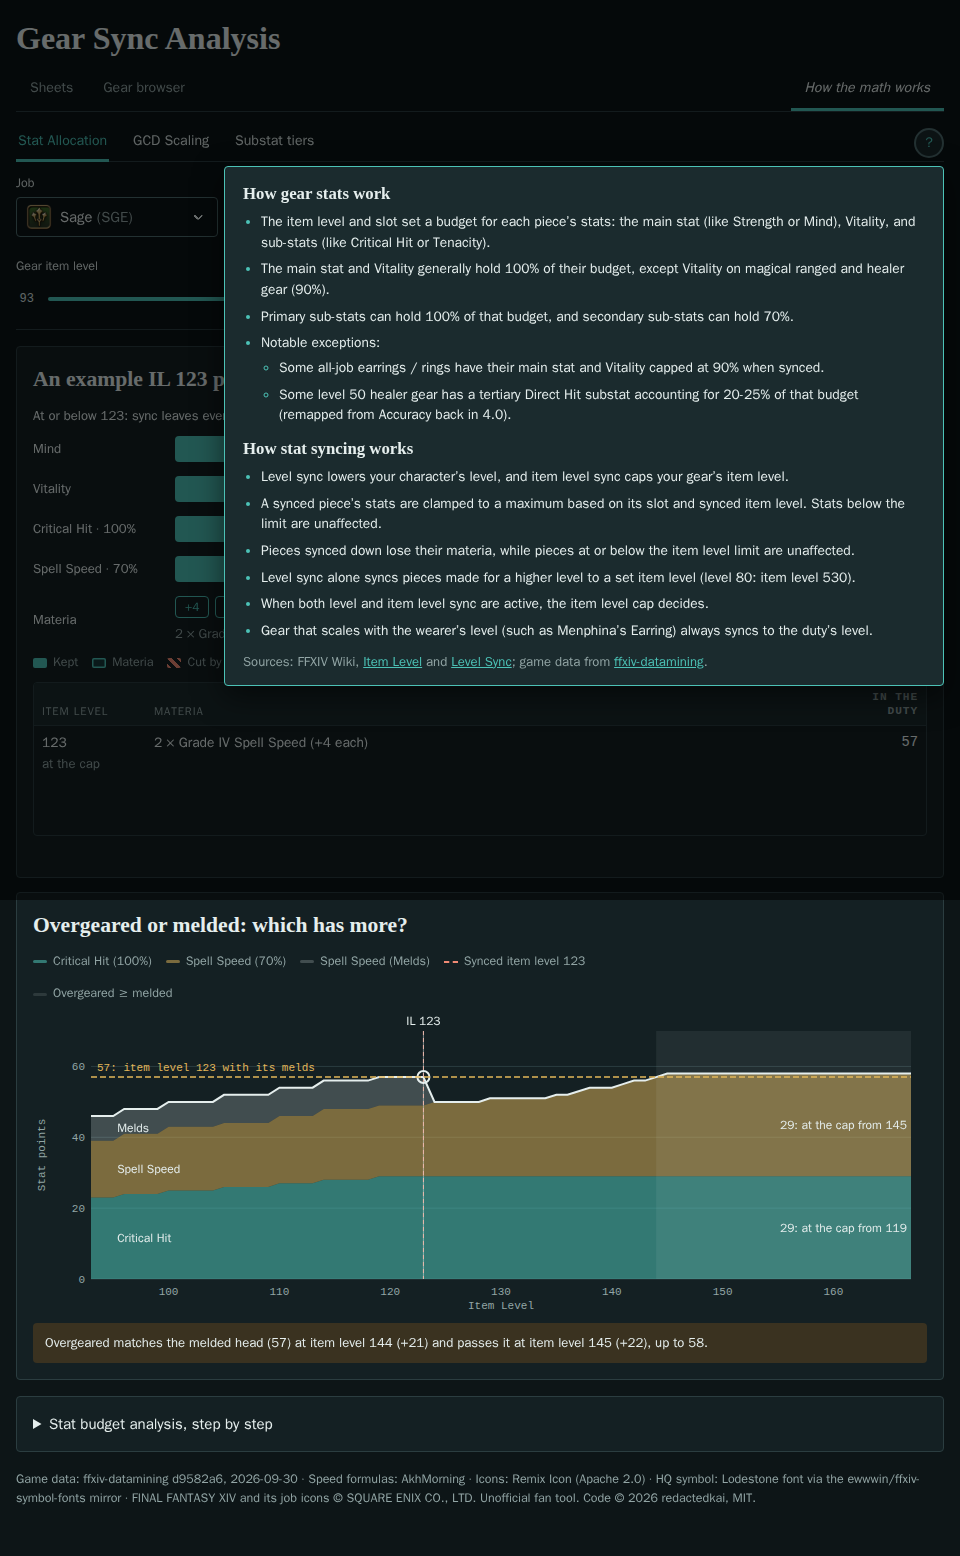 Gear Sync Analysis
Sheets
Gear browser
How the math works
Stat Allocation
GCD Scaling
Substat tiers
?
Job
Sage (SGE)
Gear item level
93
How gear stats work
• The item level and slot set a budget for each piece's stats: the main stat (like Strength or Mind), Vitality, and
sub-stats (like Critical Hit or Tenacity).
• The main stat and Vitality generally hold 100% of their budget, except Vitality on magical ranged and healer
gear (90%).
• Primary sub-stats can hold 100% of that budget, and secondary sub-stats can hold 70%.
• Notable exceptions:
◦ Some all-job earrings / rings have their main stat and Vitality capped at 90% when synced.
◦ Some level 50 healer gear has a tertiary Direct Hit substat accounting for 20-25% of that budget
(remapped from Accuracy back in 4.0).
How stat syncing works
• Level sync lowers your character's level, and item level sync caps your gear's item level.
• A synced piece's stats are clamped to a maximum based on its slot and synced item level. Stats below the
limit are unaffected.
• Pieces synced down lose their materia, while pieces at or below the item level limit are unaffected.
• Level sync alone syncs pieces made for a higher level to a set item level (level 80: item level 530).
• When both level and item level sync are active, the item level cap decides.
• Gear that scales with the wearer's level (such as Menphina's Earring) always syncs to the duty's level.
Sources: FFXIV Wiki, Item Level and Level Sync; game data from ffxiv-datamining.
An example IL 123 p
At or below 123: sync leaves ever
Mind
Vitality
Critical Hit · 100%
Spell Speed · 70%
Materia
+4
2 × Grad
Kept
Materia
Cut by
ITEM LEVEL
MATERIA
IN THE
DUTY
123
2 × Grade IV Spell Speed (+4 each)
57
at the cap
Overgeared or melded: which has more?
Critical Hit (100%)
Spell Speed (70%)
Spell Speed (Melds)
Synced item level 123
Overgeared ≥ melded
IL 123
57: item level 123 with its melds
60
40
20
0
Stat points
Melds
Spell Speed
Critical Hit
29: at the cap from 145
29: at the cap from 119
100
110
120
130
140
150
160
Item Level
Overgeared matches the melded head (57) at item level 144 (+21) and passes it at item level 145 (+22), up to 58.
▶ Stat budget analysis, step by step
Game data: ffxiv-datamining d9582a6, 2026-09-30 · Speed formulas: AkhMorning · Icons: Remix Icon (Apache 2.0) · HQ symbol: Lodestone font via the ewwwin/ffxiv-
symbol-fonts mirror · FINAL FANTASY XIV and its job icons © SQUARE ENIX CO., LTD. Unofficial fan tool. Code © 2026 redactedkai, MIT.